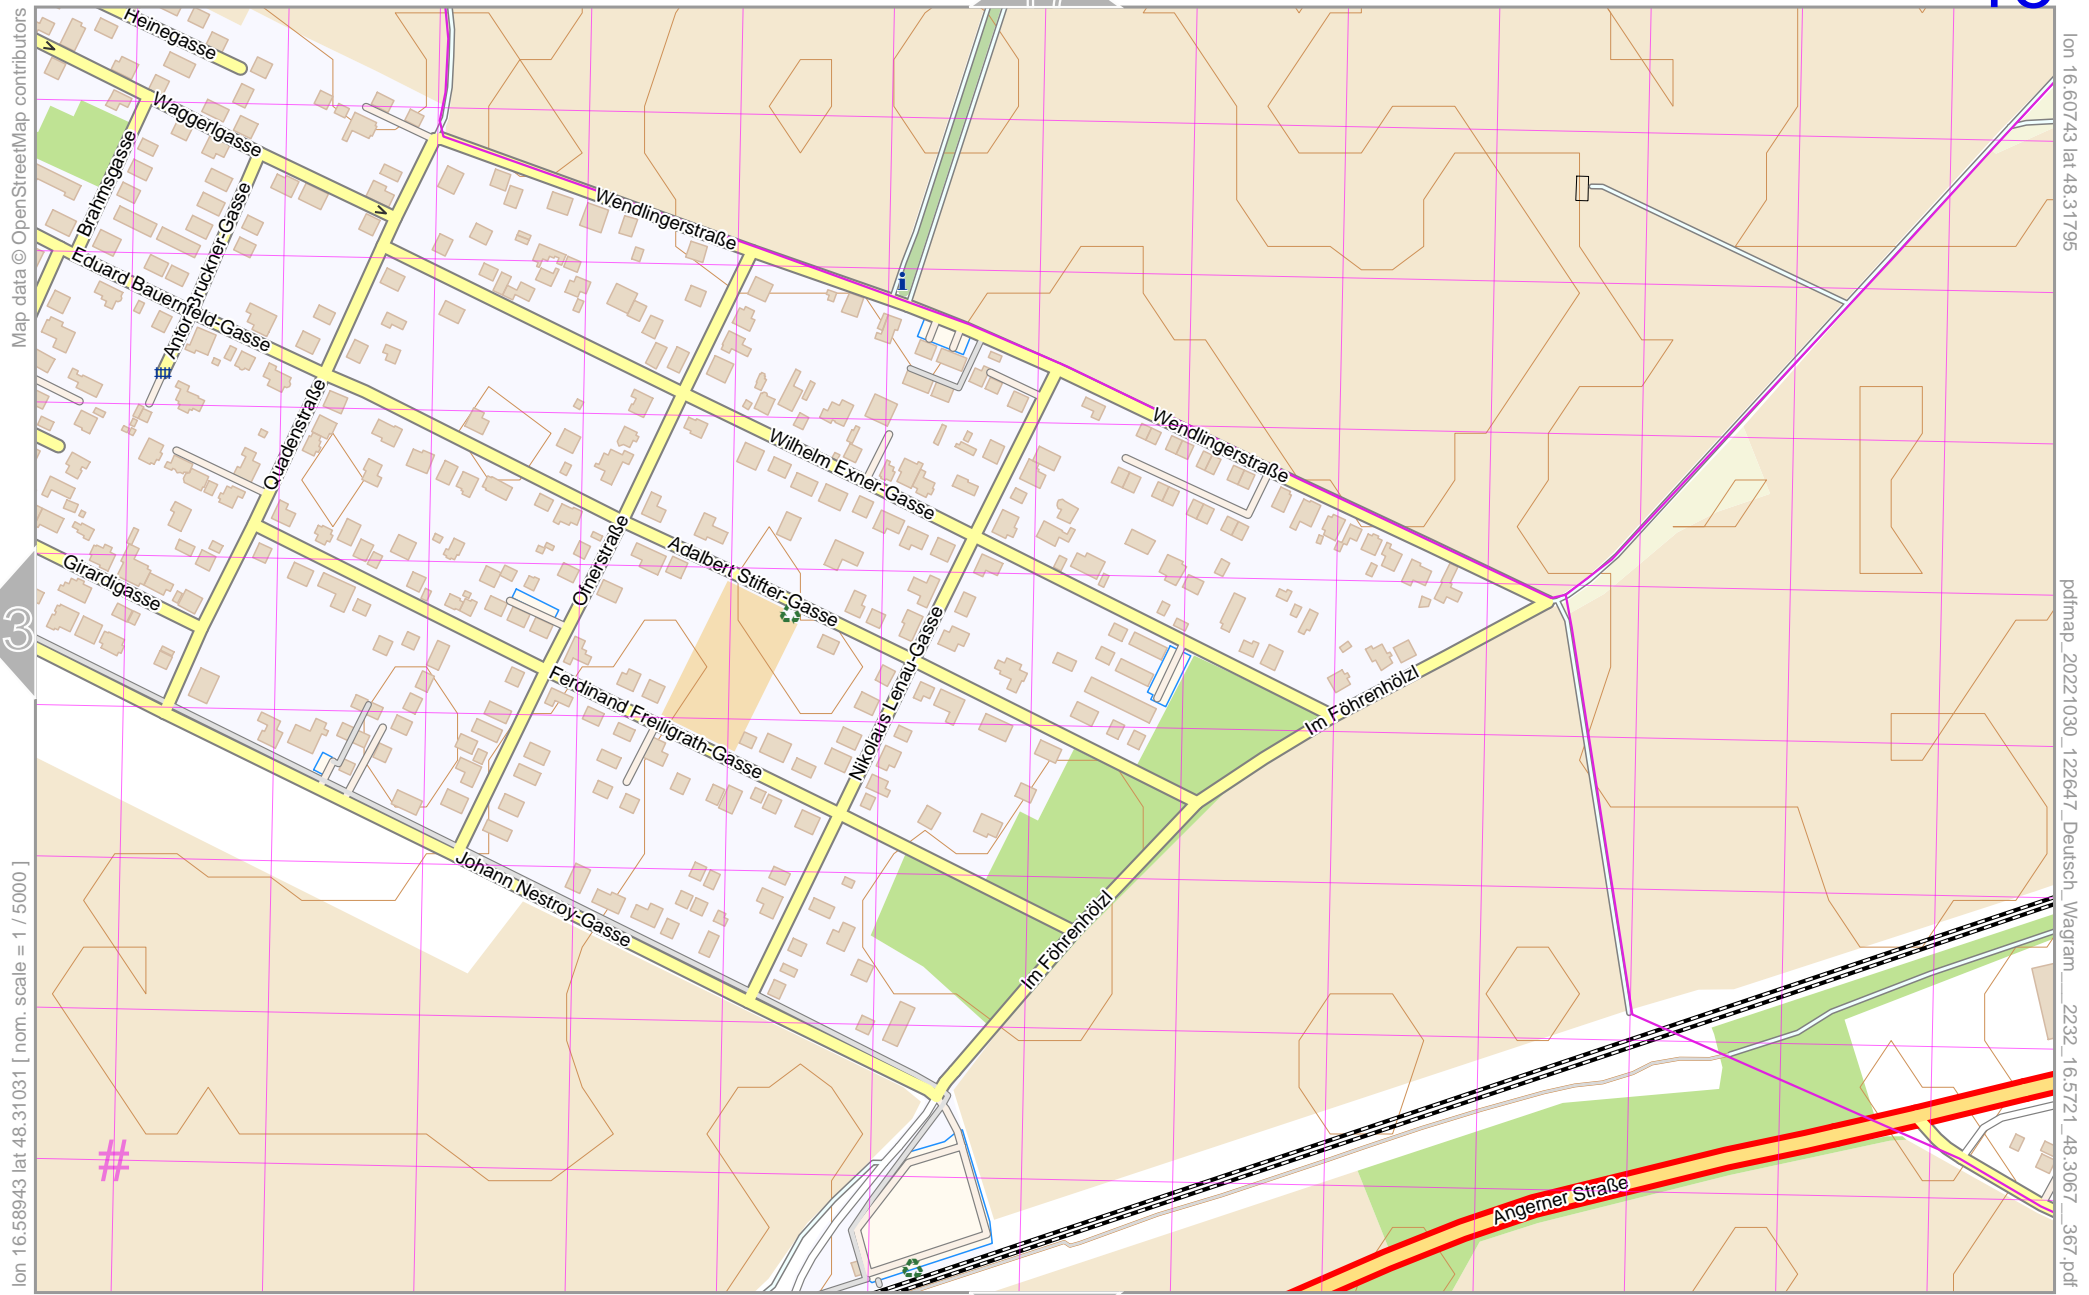 Heinegasse
Waggerlgasse
Brahmsgasse
Anton Bruckner-Gasse
Eduard Bauernfeld-Gasse
Wendlingerstraße
Quadenstraße
Wilhelm Exner-Gasse
Wendlingerstraße
Girardigasse
Ofnerstraße
Adalbert Stifter-Gasse
Nikolaus Lenau-Gasse
Ferdinand Freiligrath-Gasse
Im Föhrenhölzl
Johann Nestroy-Gasse
Im Föhrenhölzl
Angerner Straße
3
#
i
Map data © OpenStreetMap contributors
lon 16.58943 lat 48.31031 [ nom. scale = 1 / 5000 ]
lon 16.60743 lat 48.31795
pdfmap_20221030_122647_Deutsch_Wagram___2232_16.5721_48.3067__367.pdf